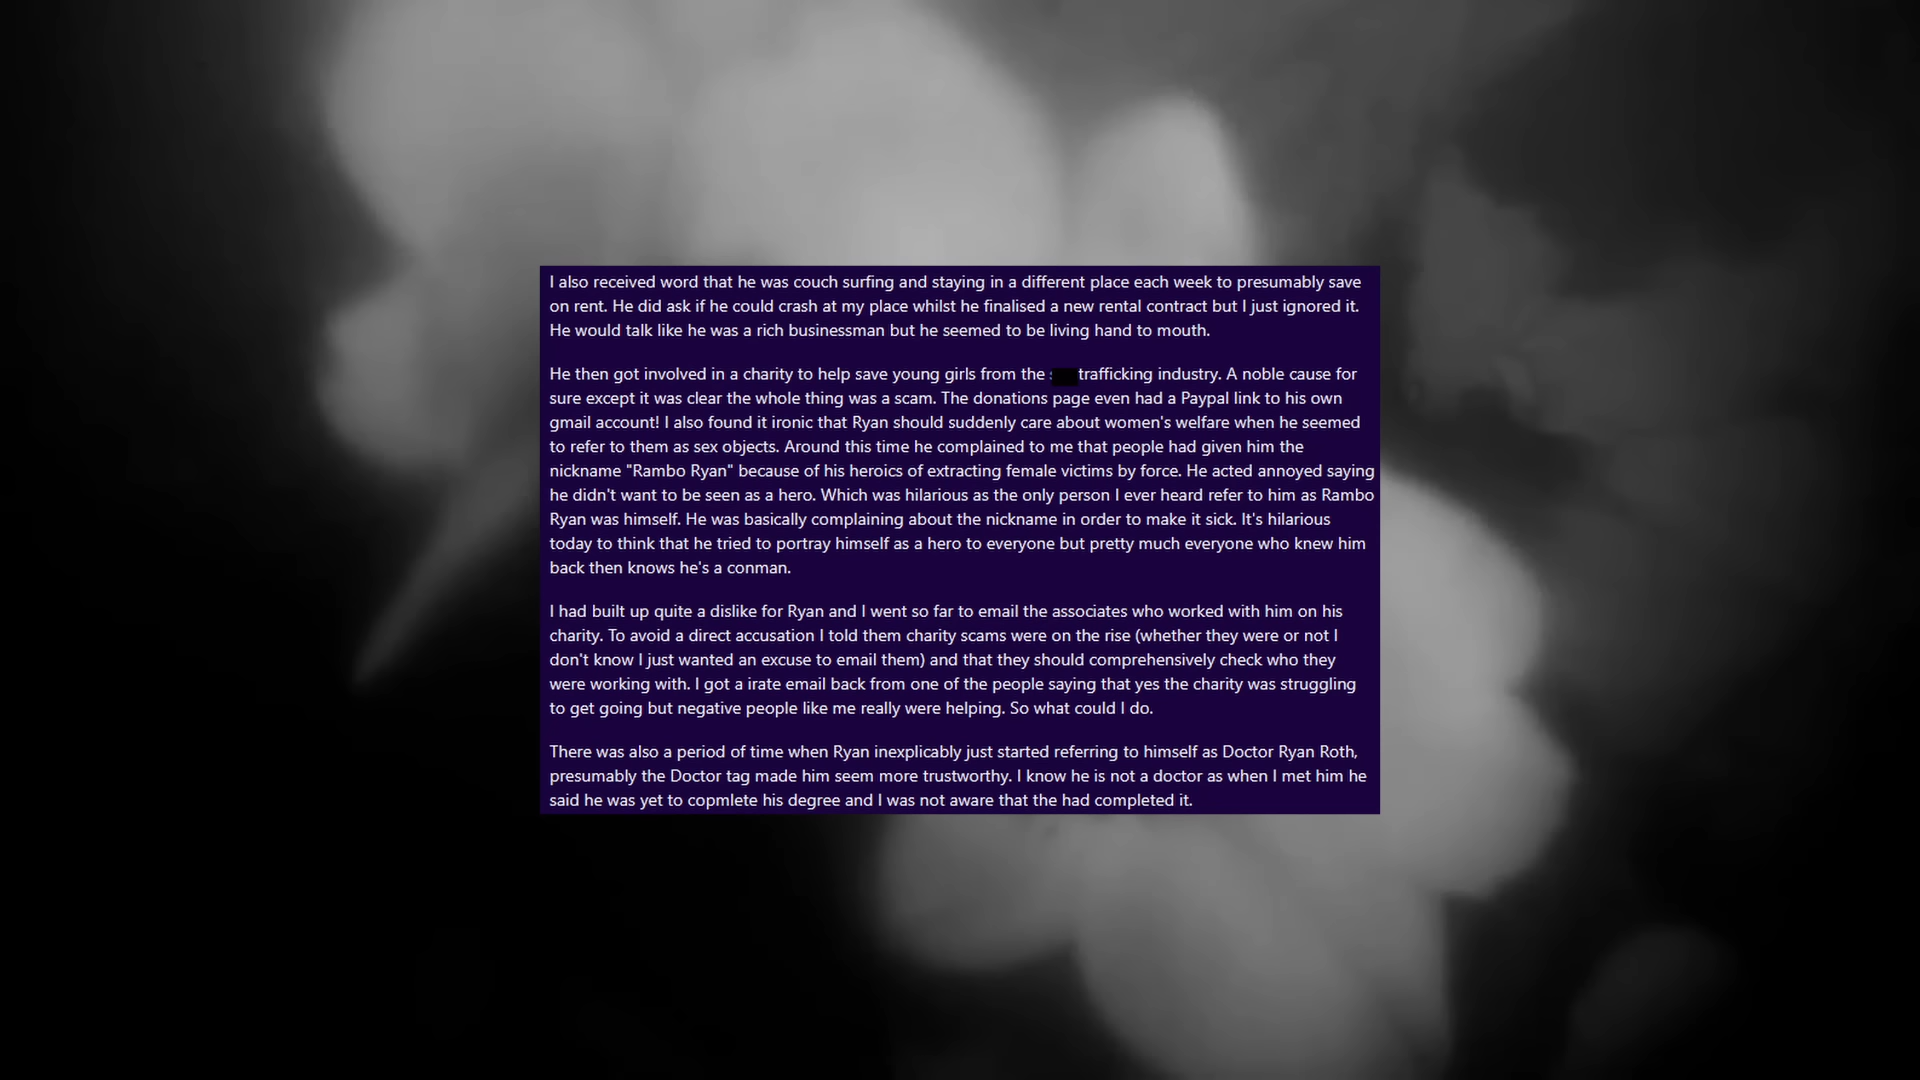 I also received word that he was couch surfing and staying in a different place each week to presumably save
on rent. He did ask if he could crash at my place whilst he finalised a new rental contract but I just ignored it.
He would talk like he was a rich businessman but he seemed to be living hand to mouth.
He then got involved in a charity to help save young girls from the trafficking industry. A noble cause for
sure except it was clear the whole thing was a scam. The donations page even had a Paypal link to his own
gmail account! I also found it ironic that Ryan should suddenly care about women's welfare when he seemed
to refer to them as sex objects. Around this time he complained to me that people had given him the
nickname "Rambo Ryan" because of his heroics of extracting female victims by force. He acted annoyed saying
he didn't want to be seen as a hero. Which was hilarious as the only person I ever heard refer to him as Rambo
Ryan was himself. He was basically complaining about the nickname in order to make it sick. It's hilarious
today to think that he tried to portray himself as a hero to everyone but pretty much everyone who knew him
back then knows he's a conman.
I had built up quite a dislike for Ryan and I went so far to email the associates who worked with him on his
charity. To avoid a direct accusation I told them charity scams were on the rise (whether they were or not I
don't know I just wanted an excuse to email them) and that they should comprehensively check who they
were working with. I got a irate email back from one of the people saying that yes the charity was struggling
to get going but negative people like me really were helping. So what could I do.
There was also a period of time when Ryan inexplicably just started referring to himself as Doctor Ryan Roth,
presumably the Doctor tag made him seem more trustworthy. I know he is not a doctor as when I met him he
said he was yet to copmlete his degree and I was not aware that the had completed it.